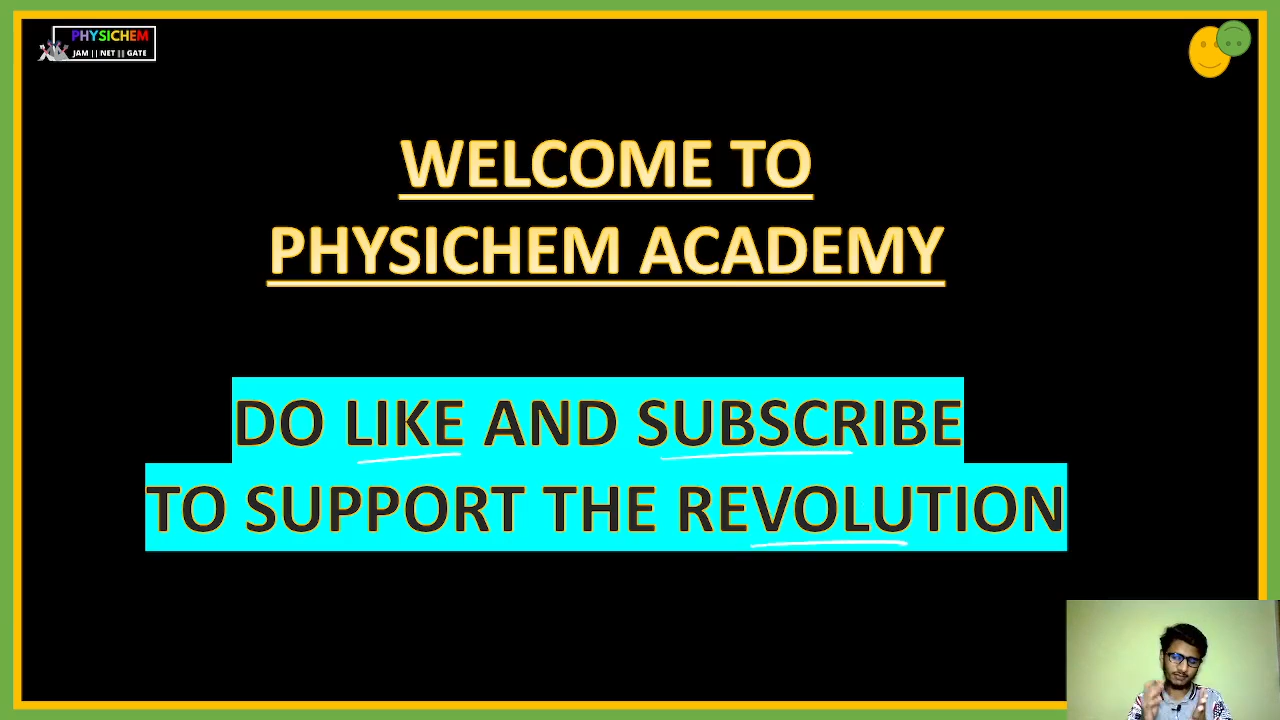 PHYSICHEM
JAM || NET || GATE
WELCOME TO
PHYSICHEM ACADEMY
DO LIKE AND SUBSCRIBE
TO SUPPORT THE REVOLUTION